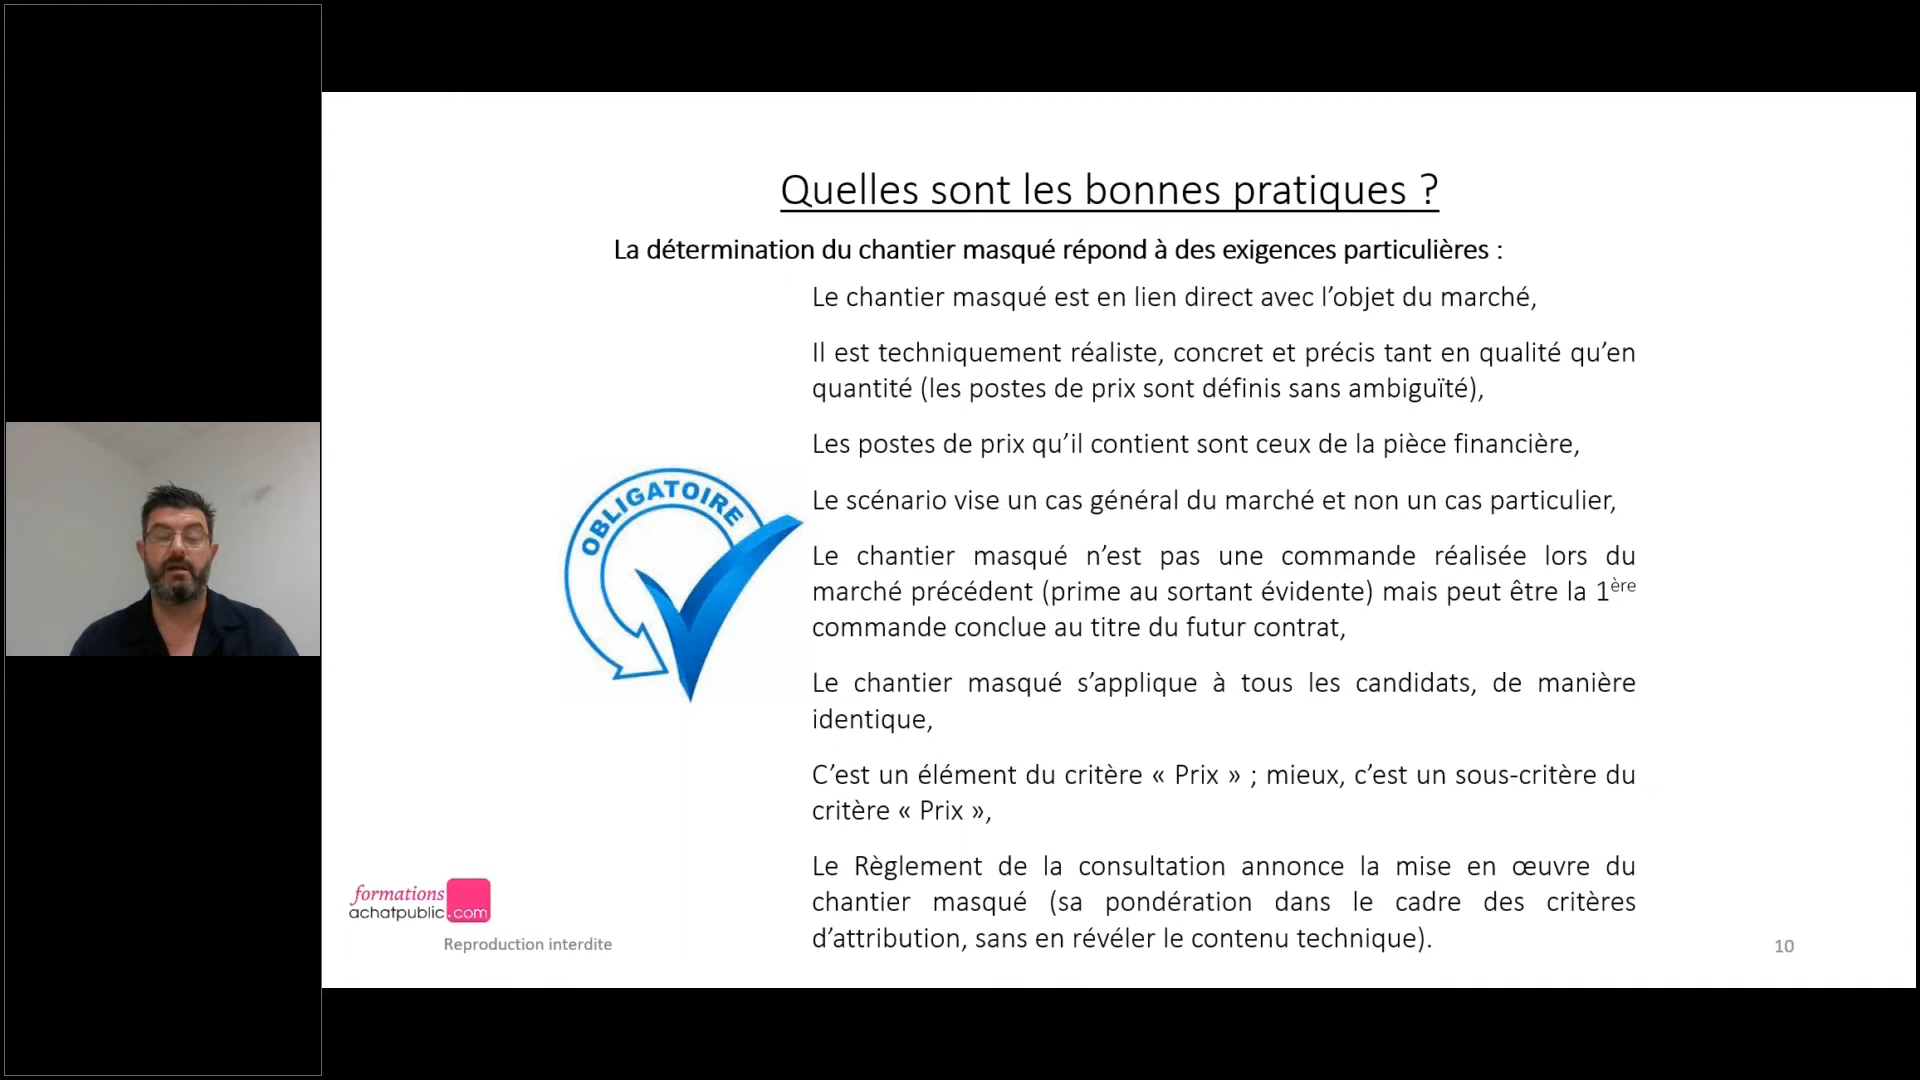 Quelles sont les bonnes pratiques ?
La détermination du chantier masqué répond à des exigences particulières :
Le chantier masqué est en lien direct avec l’objet du marché,
Il est techniquement réaliste, concret et précis tant en qualité qu’en
quantité (les postes de prix sont définis sans ambiguïté),
Les postes de prix qu’il contient sont ceux de la pièce financière,
OBLIGATOIRE
Le scénario vise un cas général du marché et non un cas particulier,
Le chantier masqué n’est pas une commande réalisée lors du
marché précédent (prime au sortant évidente) mais peut être la 1ère
commande conclue au titre du futur contrat,
Le chantier masqué s’applique à tous les candidats, de manière
identique,
C’est un élément du critère « Prix » ; mieux, c’est un sous-critère du
critère « Prix »,
Le Règlement de la consultation annonce la mise en œuvre du
chantier masqué (sa pondération dans le cadre des critères
d’attribution, sans en révéler le contenu technique).
formations
achatpublic.com
Reproduction interdite
10